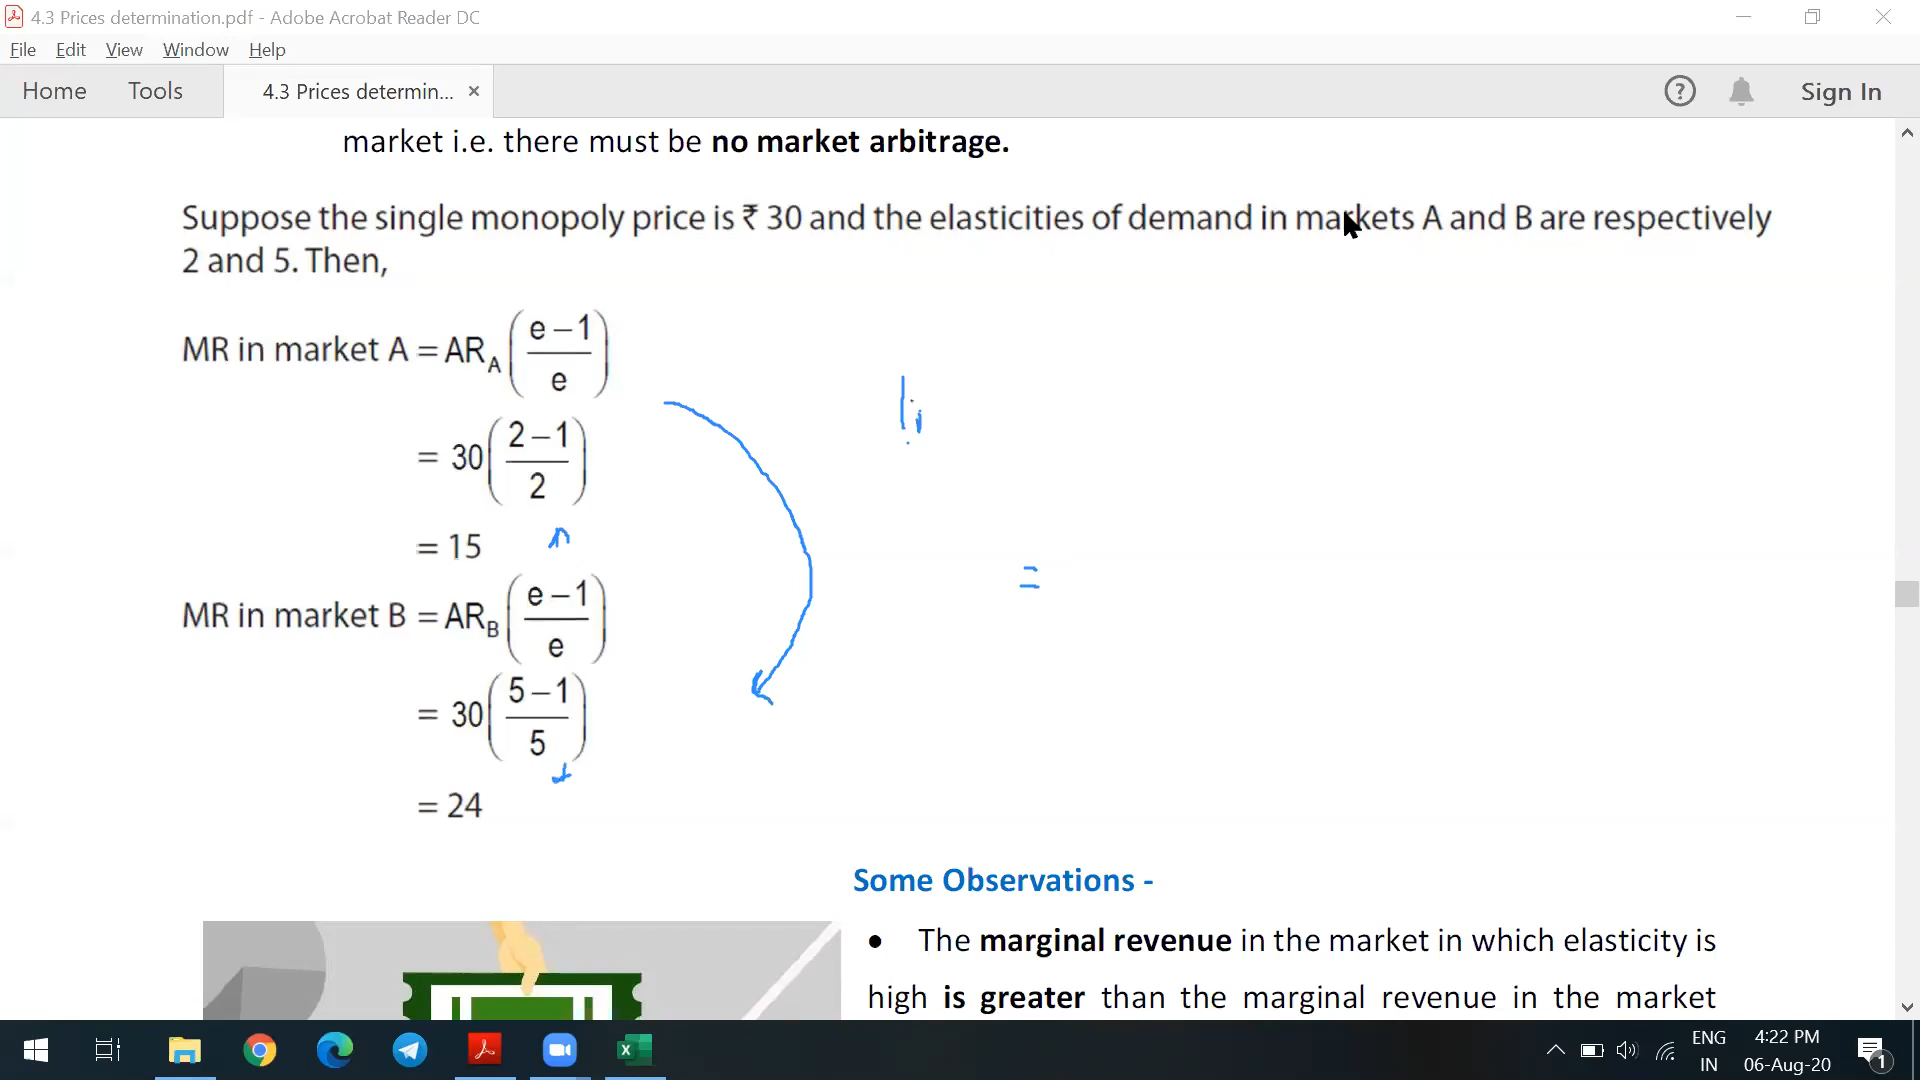 4.3 Prices determination.pdf - Adobe Acrobat Reader DC
File Edit View Window Help
Home Tools 4.3 Prices determin... × ? Sign In
market i.e. there must be no market arbitrage.
Suppose the single monopoly price is ₹ 30 and the elasticities of demand in markets A and B are respectively
2 and 5. Then,
MR in market A = AR_A ((e – 1)/e)
= 30 ((2 – 1)/2)
= 15
MR in market B = AR_B ((e – 1)/e)
=
= 30 ((5 – 1)/5)
= 24
Some Observations -
• The marginal revenue in the market in which elasticity is
high is greater than the marginal revenue in the market
ENG 4:22 PM
IN 06-Aug-20 1